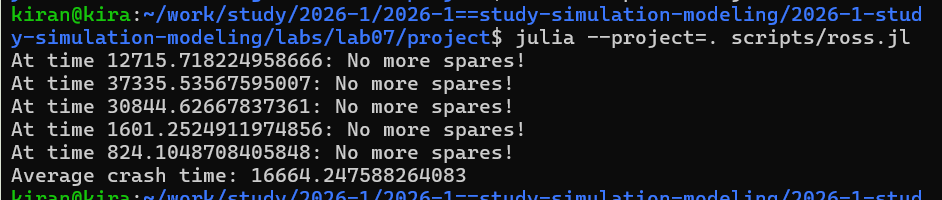 kiran@kira:~/work/study/2026-1/2026-1==study-simulation-modeling/2026-1-stud
y-simulation-modeling/labs/lab07/project$ julia --project=. scripts/ross.jl
At time 12715.718224958666: No more spares!
At time 37335.53567595007: No more spares!
At time 30844.62667837361: No more spares!
At time 1601.2524911974856: No more spares!
At time 824.1048708405848: No more spares!
Average crash time: 16664.247588264083
kiran@kira:~/work/study/2026-1/2026-1==study-simulation-modeling/2026-1-stud